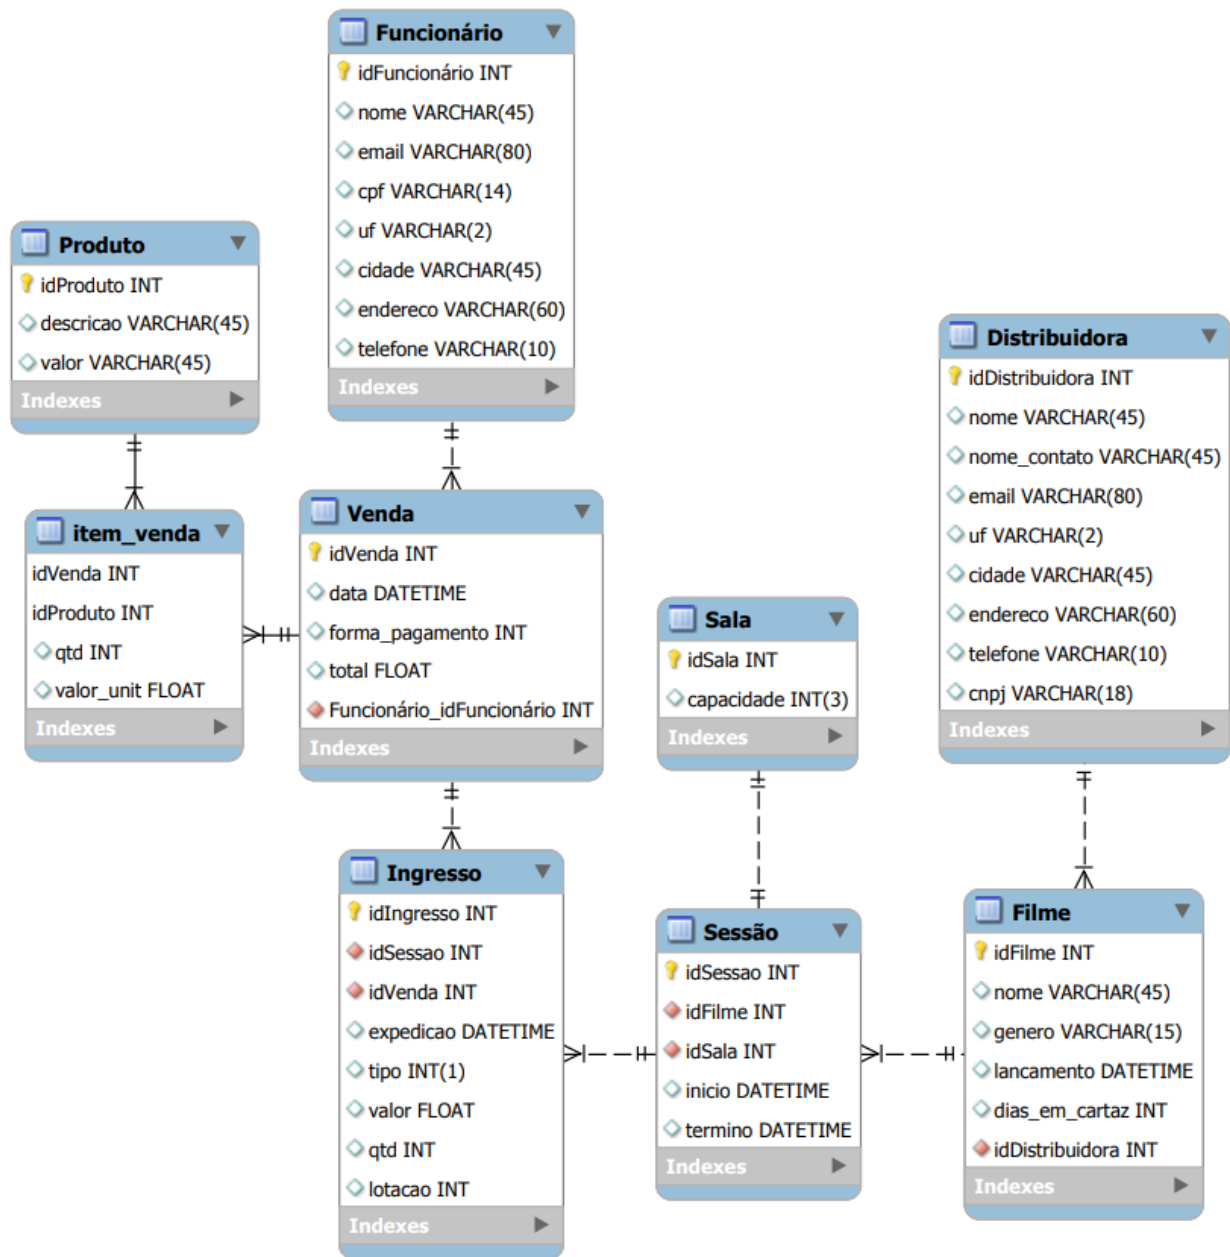 Funcionário
idFuncionário INT
nome VARCHAR(45)
email VARCHAR(80)
cpf VARCHAR(14)
uf VARCHAR(2)
cidade VARCHAR(45)
endereco VARCHAR(60)
telefone VARCHAR(10)
Indexes
Produto
idProduto INT
descricao VARCHAR(45)
valor VARCHAR(45)
Indexes
Distribuidora
idDistribuidora INT
nome VARCHAR(45)
nome_contato VARCHAR(45)
email VARCHAR(80)
uf VARCHAR(2)
cidade VARCHAR(45)
endereco VARCHAR(60)
telefone VARCHAR(10)
cnpj VARCHAR(18)
Indexes
item_venda
idVenda INT
idProduto INT
qtd INT
valor_unit FLOAT
Indexes
Venda
idVenda INT
data DATETIME
forma_pagamento INT
total FLOAT
Funcionário_idFuncionário INT
Indexes
Sala
idSala INT
capacidade INT(3)
Indexes
Ingresso
idIngresso INT
idSessao INT
idVenda INT
expedicao DATETIME
tipo INT(1)
valor FLOAT
qtd INT
lotacao INT
Indexes
Sessão
idSessao INT
idFilme INT
idSala INT
inicio DATETIME
termino DATETIME
Indexes
Filme
idFilme INT
nome VARCHAR(45)
genero VARCHAR(15)
lancamento DATETIME
dias_em_cartaz INT
idDistribuidora INT
Indexes